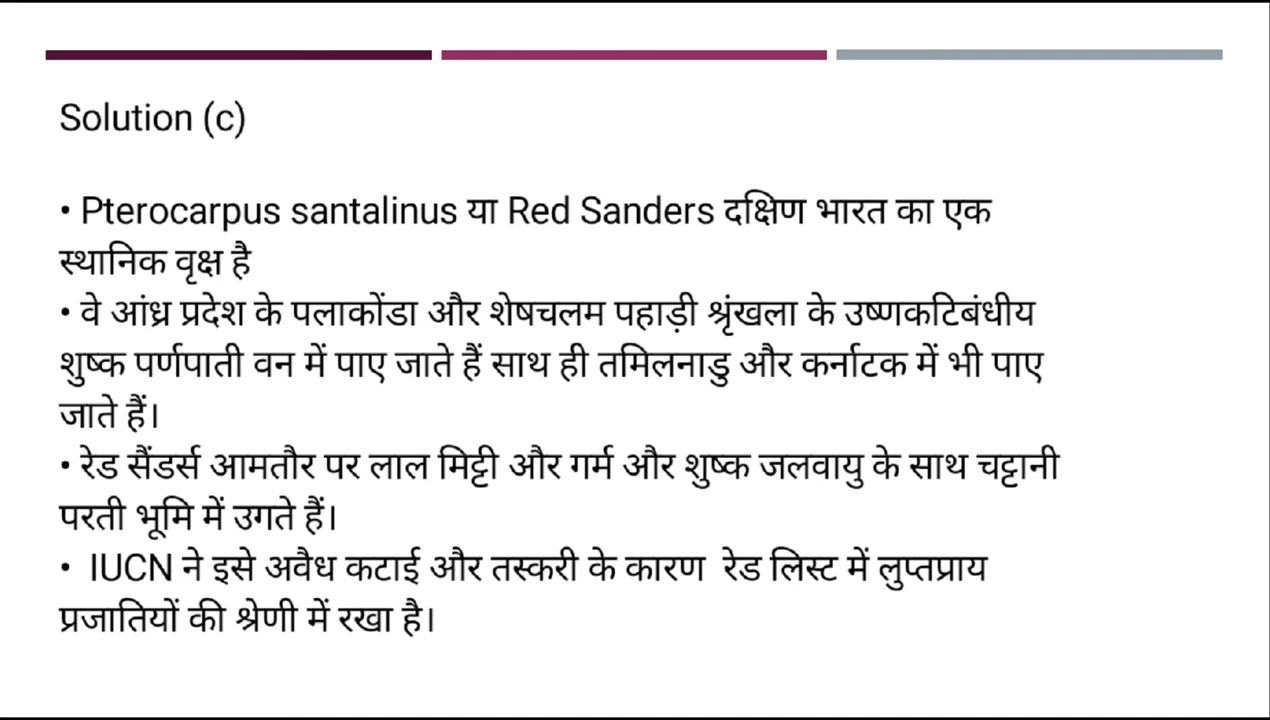 Solution (c)
• Pterocarpus santalinus या Red Sanders दक्षिण भारत का एक
स्थानिक वृक्ष है
• वे आंध्र प्रदेश के पलाकोंडा और शेषचलम पहाड़ी श्रृंखला के उष्णकटिबंधीय
शुष्क पर्णपाती वन में पाए जाते हैं साथ ही तमिलनाडु और कर्नाटक में भी पाए
जाते हैं।
• रेड सैंडर्स आमतौर पर लाल मिट्टी और गर्म और शुष्क जलवायु के साथ चट्टानी
परती भूमि में उगते हैं।
• IUCN ने इसे अवैध कटाई और तस्करी के कारण रेड लिस्ट में लुप्तप्राय
प्रजातियों की श्रेणी में रखा है।